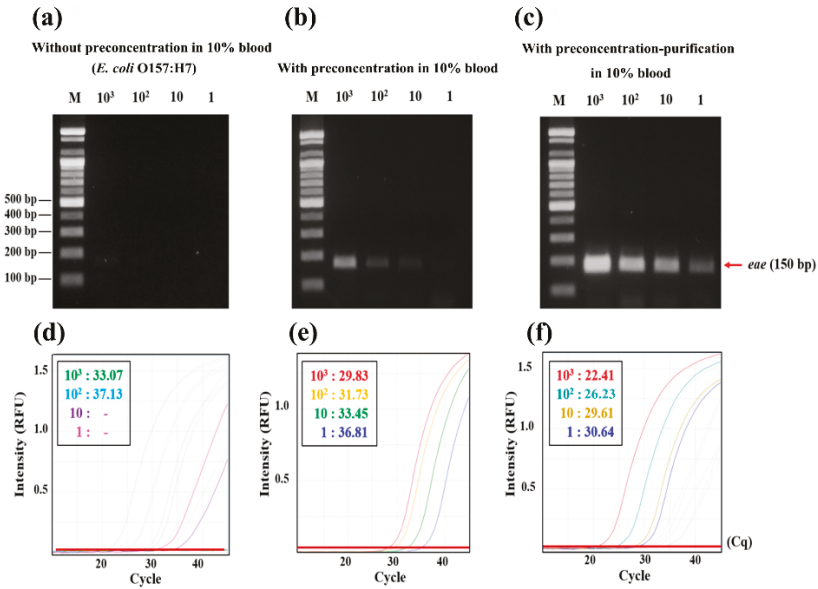 (a)
Without preconcentration in 10% blood
(E. coli O157:H7)
M 10³ 10² 10 1
500 bp
400 bp
300 bp
200 bp
100 bp
(b)
With preconcentration in 10% blood
M 10³ 10² 10 1
(c)
With preconcentration-purification
in 10% blood
M 10³ 10² 10 1
eae (150 bp)
(d)
Intensity (RFU)
1.5
1.0
0.5
10³ : 33.07
10² : 37.13
10 : -
1 : -
20 40
Cycle
(e)
Intensity (RFU)
1.0
0.5
10³ : 29.83
10² : 31.73
10 : 33.45
1 : 36.81
20 40
Cycle
(f)
Intensity (RFU)
1.5
1.0
0.5
10³ : 22.41
10² : 26.23
10 : 29.61
1 : 30.64
(Cq)
20 40
Cycle